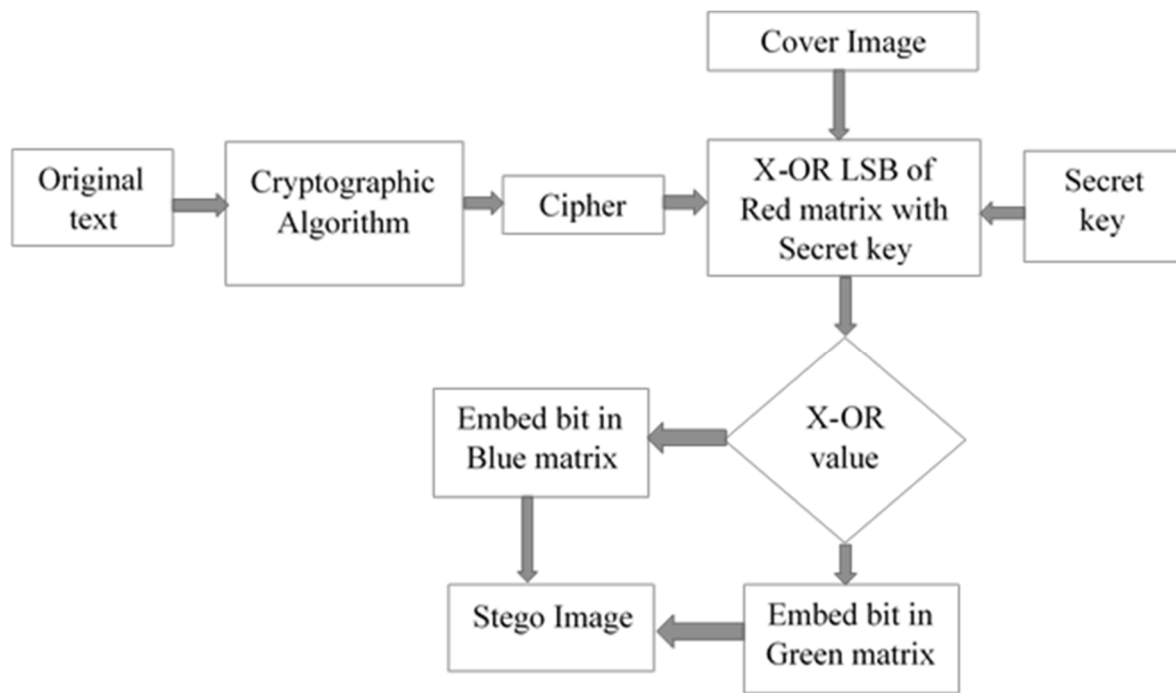 Cover Image
Original
text
Cryptographic
Algorithm
Cipher
X-OR LSB of
Red matrix with
Secret key
Secret
key
X-OR
value
Embed bit in
Blue matrix
Stego Image
Embed bit in
Green matrix